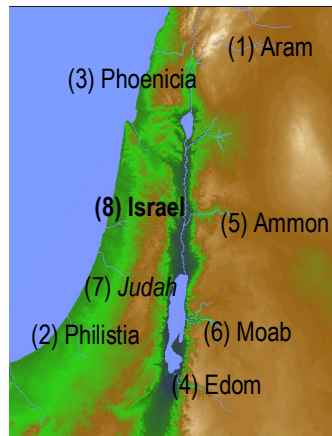 (1) Aram
(3) Phoenicia
(8) Israel
(5) Ammon
(7) Judah
(2) Philistia
(6) Moab
(4) Edom